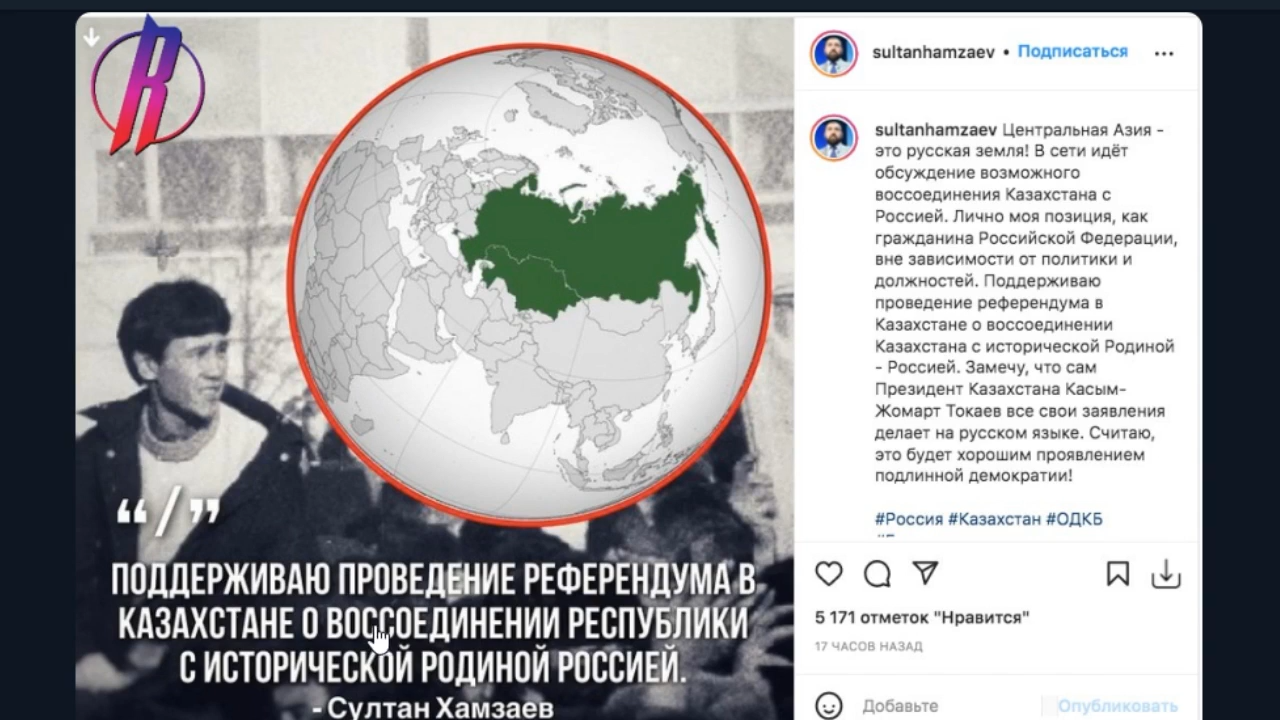 sultanhamzaev • Подписаться
sultanhamzaev Центральная Азия -
это русская земля! В сети идёт
обсуждение возможного
воссоединения Казахстана с
Россией. Лично моя позиция, как
гражданина Российской Федерации,
вне зависимости от политики и
должностей. Поддерживаю
проведение референдума в
Казахстане о воссоединении
Казахстана с исторической Родиной
- Россией. Замечу, что сам
Президент Казахстана Касым-
Жомарт Токаев все свои заявления
делает на русском языке. Считаю,
это будет хорошим проявлением
подлинной демократии!
#Россия #Казахстан #ОДКБ
5 171 отметок "Нравится"
17 ЧАСОВ НАЗАД
Добавьте
Опубликовать
“/”
ПОДДЕРЖИВАЮ ПРОВЕДЕНИЕ РЕФЕРЕНДУМА В
КАЗАХСТАНЕ О ВОССОЕДИНЕНИИ РЕСПУБЛИКИ
С ИСТОРИЧЕСКОЙ РОДИНОЙ РОССИЕЙ.
- Султан Хамзаев